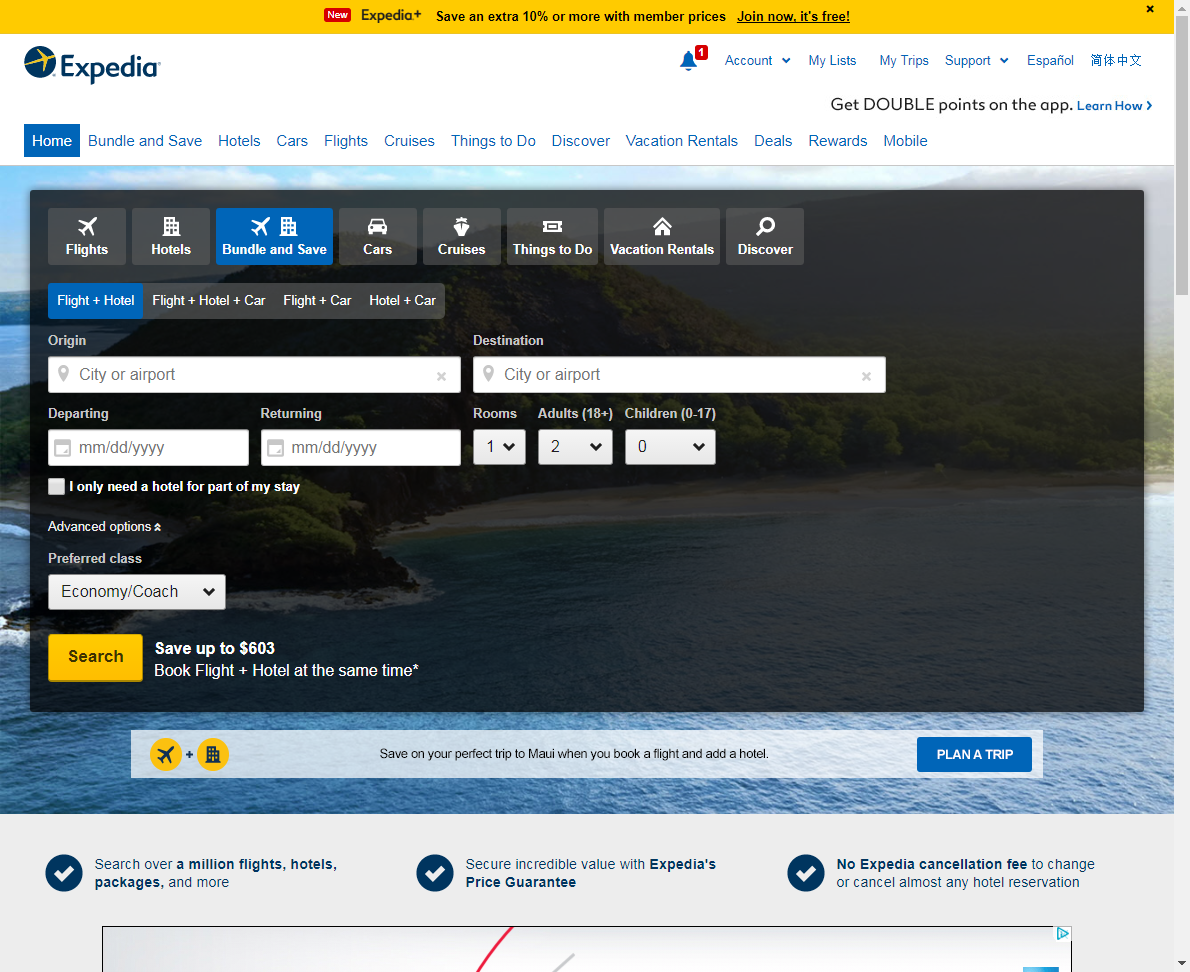 New Expedia+ Save an extra 10% or more with member prices Join now, it's free! ×
Expedia
1 Account My Lists My Trips Support Español 简体中文
Get DOUBLE points on the app. Learn How
Home Bundle and Save Hotels Cars Flights Cruises Things to Do Discover Vacation Rentals Deals Rewards Mobile
Flights Hotels Bundle and Save Cars Cruises Things to Do Vacation Rentals Discover
Flight + Hotel Flight + Hotel + Car Flight + Car Hotel + Car
Origin Destination
City or airport × City or airport ×
Departing Returning Rooms Adults (18+) Children (0-17)
mm/dd/yyyy mm/dd/yyyy 1 2 0
I only need a hotel for part of my stay
Advanced options
Preferred class
Economy/Coach
Search Save up to $603
Book Flight + Hotel at the same time*
+ Save on your perfect trip to Maui when you book a flight and add a hotel. PLAN A TRIP
Search over a million flights, hotels,
packages, and more
Secure incredible value with Expedia's
Price Guarantee
No Expedia cancellation fee to change
or cancel almost any hotel reservation